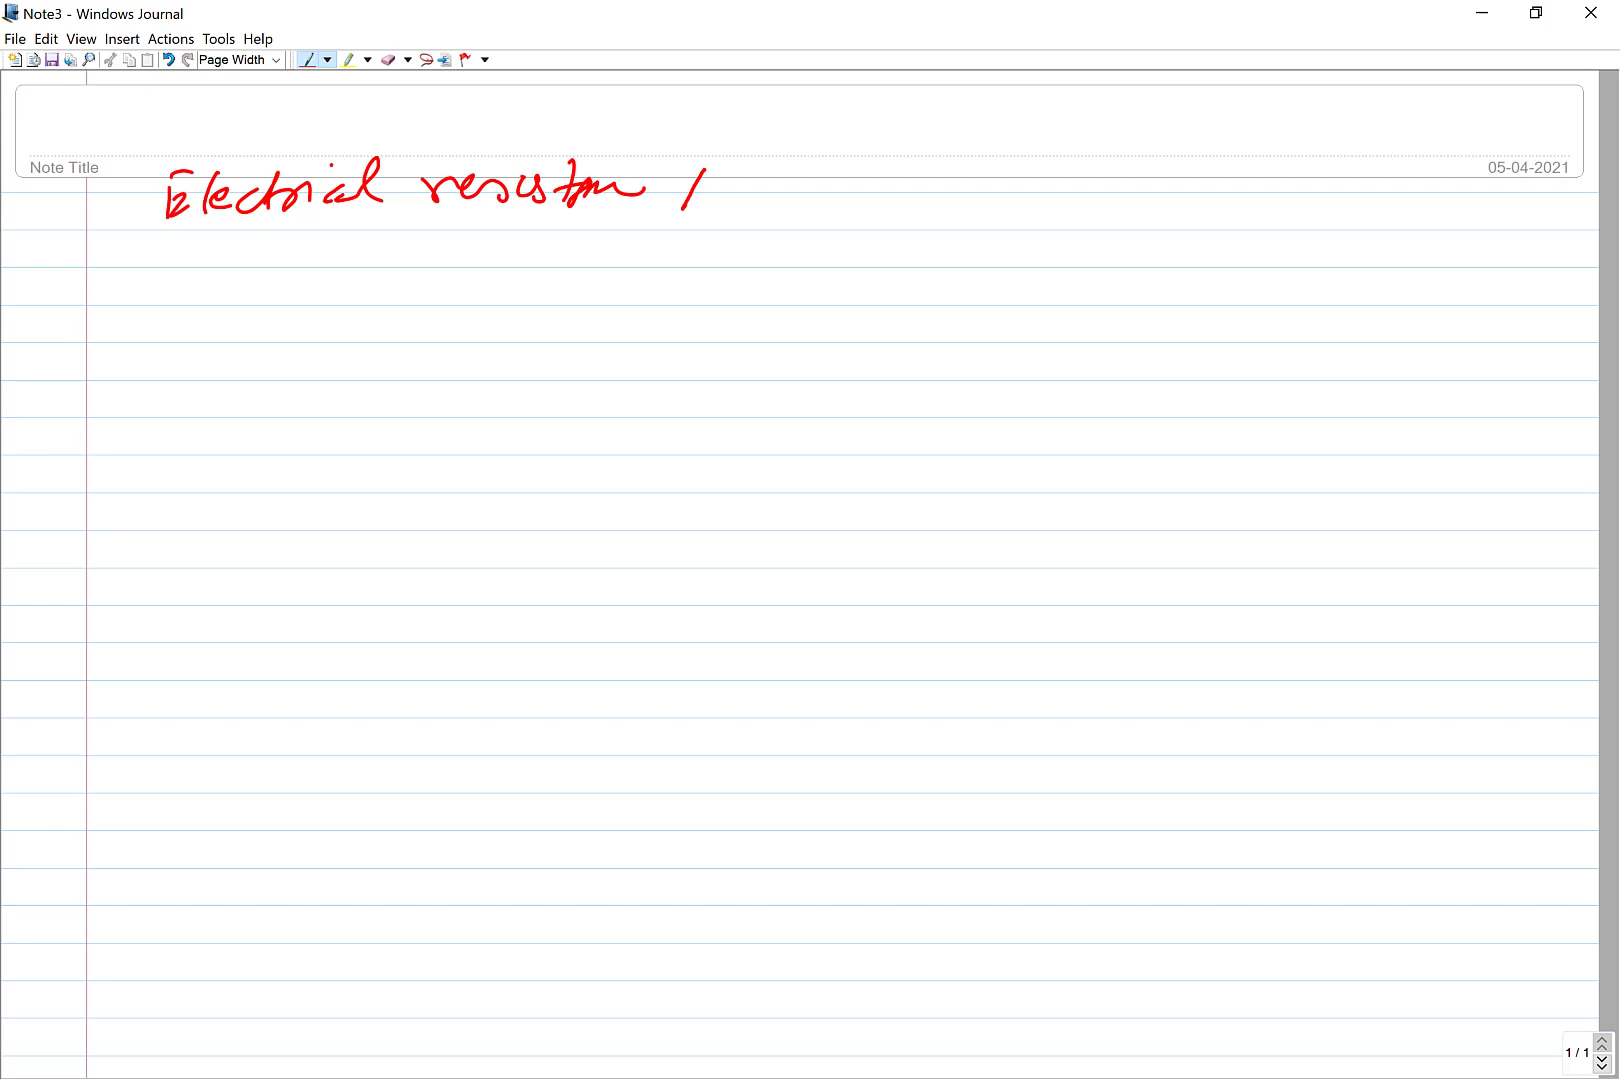 Note3 - Windows Journal
File Edit View Insert Actions Tools Help
Page Width
Note Title
05-04-2021
Electrical /
1 / 1